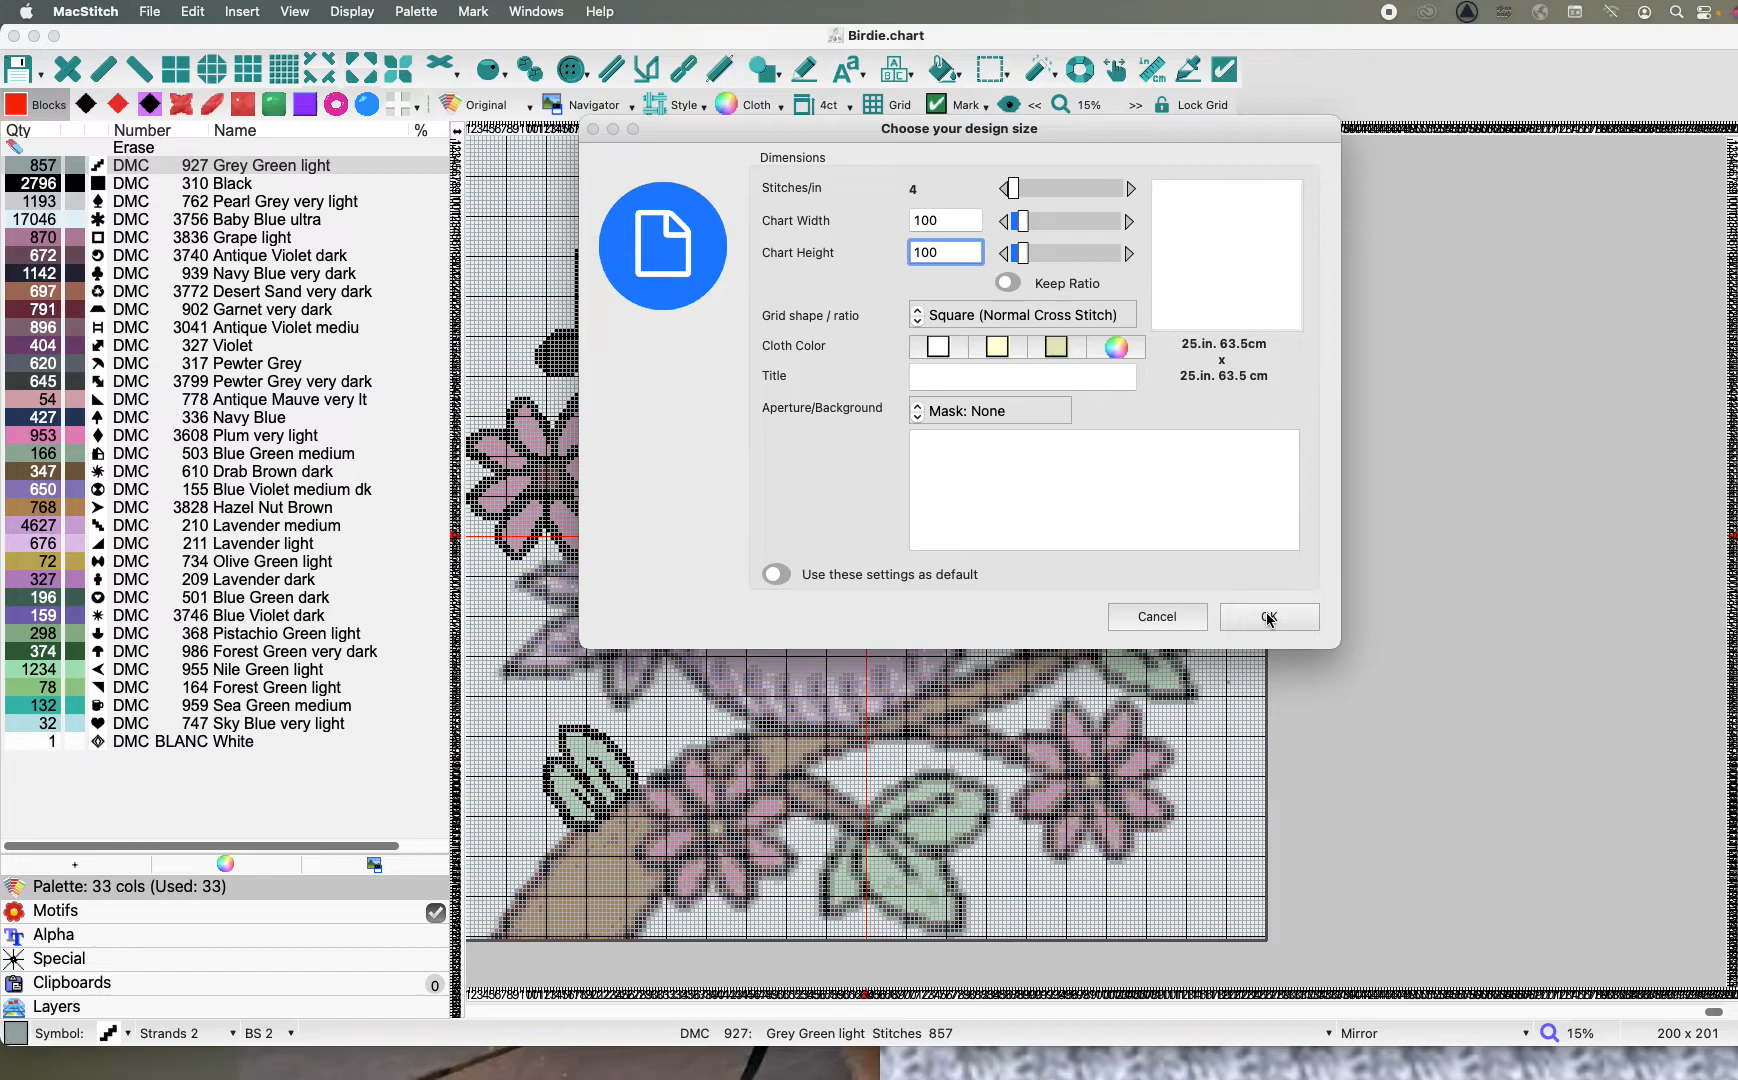 MacStitch File Edit Insert View Display Palette Mark Windows Help
Birdie.chart
Blocks Original Navigator Style Cloth 4ct Grid Mark << 15% >> Lock Grid
Qty Number Name %
Erase
857 DMC 927 Grey Green light
2796 DMC 310 Black
1193 DMC 762 Pearl Grey very light
17046 DMC 3756 Baby Blue ultra
870 DMC 3836 Grape light
672 DMC 3740 Antique Violet dark
1142 DMC 939 Navy Blue very dark
697 DMC 3772 Desert Sand very dark
791 DMC 902 Garnet very dark
896 DMC 3041 Antique Violet mediu
404 DMC 327 Violet
620 DMC 317 Pewter Grey
645 DMC 3799 Pewter Grey very dark
54 DMC 778 Antique Mauve very lt
427 DMC 336 Navy Blue
953 DMC 3608 Plum very light
166 DMC 503 Blue Green medium
347 DMC 610 Drab Brown dark
650 DMC 155 Blue Violet medium dk
768 DMC 3828 Hazel Nut Brown
4627 DMC 210 Lavender medium
676 DMC 211 Lavender light
72 DMC 734 Olive Green light
327 DMC 209 Lavender dark
196 DMC 501 Blue Green dark
159 DMC 3746 Blue Violet dark
298 DMC 368 Pistachio Green light
374 DMC 986 Forest Green very dark
1234 DMC 955 Nile Green light
78 DMC 164 Forest Green light
132 DMC 959 Sea Green medium
32 DMC 747 Sky Blue very light
1 DMC BLANC White
+
Palette: 33 cols (Used: 33)
Motifs
Alpha
Special
Clipboards 0
Layers
Choose your design size
Dimensions
Stitches/in 4
Chart Width 100
Chart Height 100
Keep Ratio
Grid shape / ratio Square (Normal Cross Stitch)
Cloth Color
Title
Aperture/Background Mask: None
25.in. 63.5cm
x
25.in. 63.5 cm
Use these settings as default
Cancel OK
Symbol: Strands 2 BS 2 DMC 927: Grey Green light Stitches 857 Mirror 15% 200 x 201